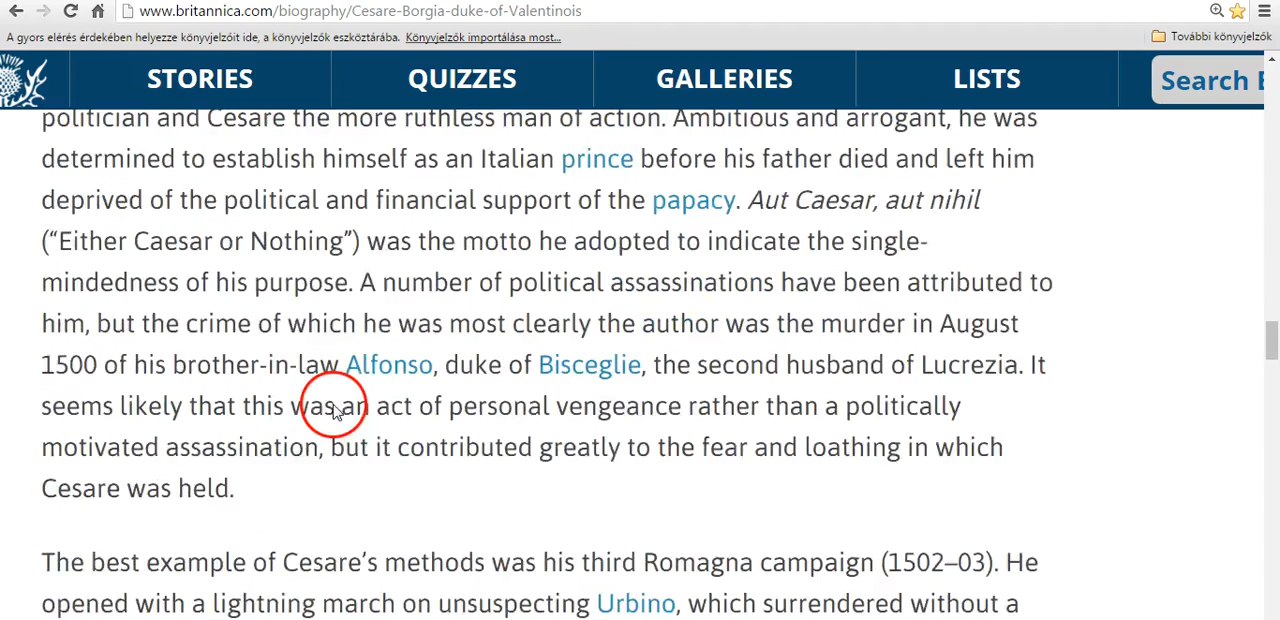 www.britannica.com/biography/Cesare-Borgia-duke-of-Valentinois
A gyors elérés érdekében helyezze könyvjelzőit ide, a könyvjelzők eszköztárába. Könyvjelzők importálása most... További könyvjelzők
STORIES QUIZZES GALLERIES LISTS Search E
politician and Cesare the more ruthless man of action. Ambitious and arrogant, he was
determined to establish himself as an Italian prince before his father died and left him
deprived of the political and financial support of the papacy. Aut Caesar, aut nihil
(“Either Caesar or Nothing”) was the motto he adopted to indicate the single-
mindedness of his purpose. A number of political assassinations have been attributed to
him, but the crime of which he was most clearly the author was the murder in August
1500 of his brother-in-law Alfonso, duke of Bisceglie, the second husband of Lucrezia. It
seems likely that this was an act of personal vengeance rather than a politically
motivated assassination, but it contributed greatly to the fear and loathing in which
Cesare was held.
The best example of Cesare’s methods was his third Romagna campaign (1502–03). He
opened with a lightning march on unsuspecting Urbino, which surrendered without a